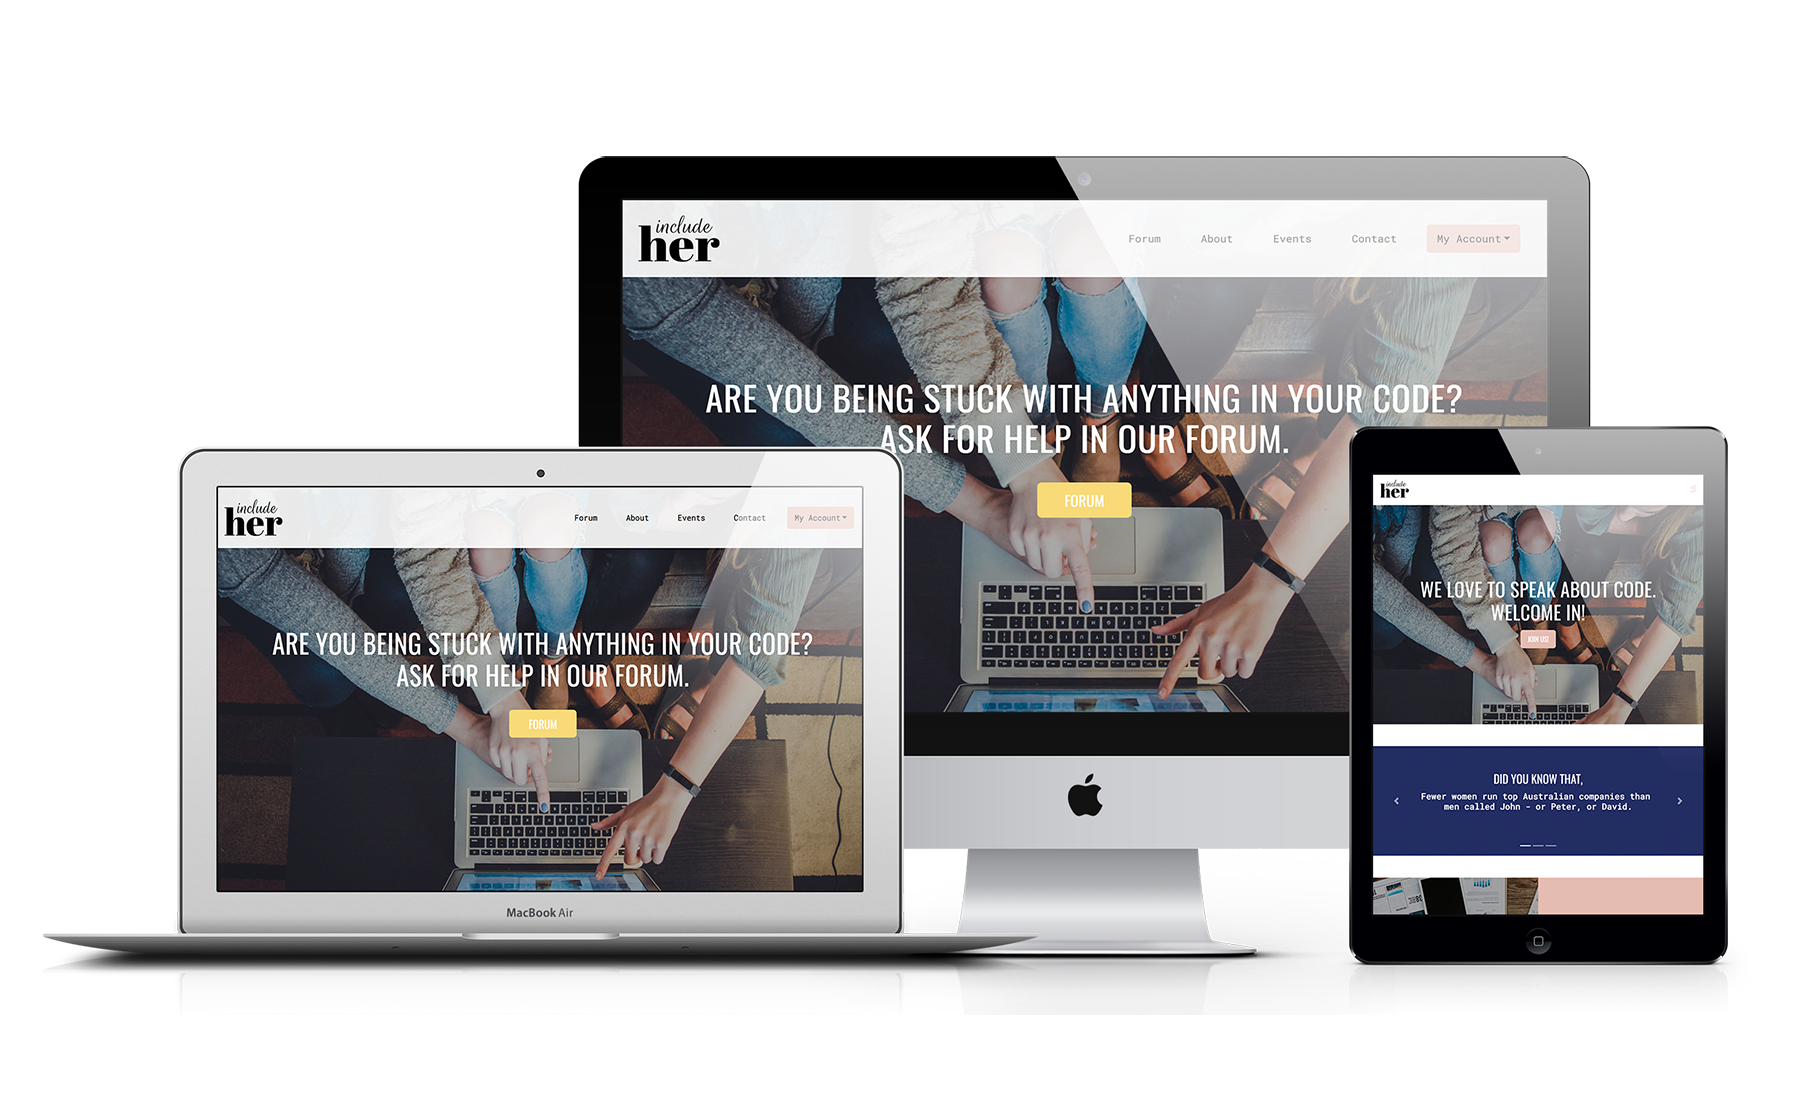 include
her
Forum
About
Events
Contact
My Account
ARE YOU BEING STUCK WITH ANYTHING IN YOUR CODE?
ASK FOR HELP IN OUR FORUM.
FORUM
include
her
Forum
About
Events
Contact
My Account
ARE YOU BEING STUCK WITH ANYTHING IN YOUR CODE?
ASK FOR HELP IN OUR FORUM.
FORUM
MacBook Air
include
her
WE LOVE TO SPEAK ABOUT CODE.
WELCOME IN!
JOIN US!
DID YOU KNOW THAT,
Fewer women run top Australian companies than
men called John - or Peter, or David.